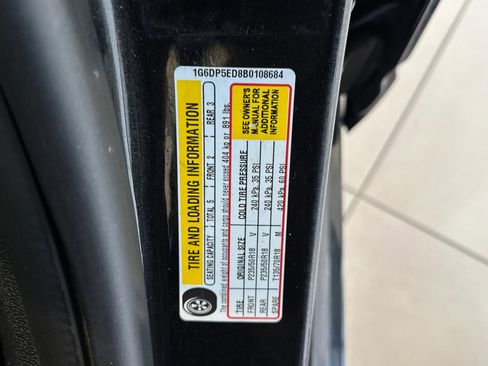 1G6DP5ED8B0108684
TIRE AND LOADING INFORMATION
SEATING CAPACITY | TOTAL 5 | FRONT 2 | REAR 3
The combined weight of occupants and cargo should never exceed 404 kg or 891 lbs.
TIRE ORIGINAL SIZE COLD TIRE PRESSURE
FRONT P235/50R18 V 240 kPa, 35 PSI
REAR P235/50R18 V 240 kPa, 35 PSI
SPARE T135/70R18 M 420 kPa, 60 PSI
SEE OWNER'S
MANUAL FOR
ADDITIONAL
INFORMATION